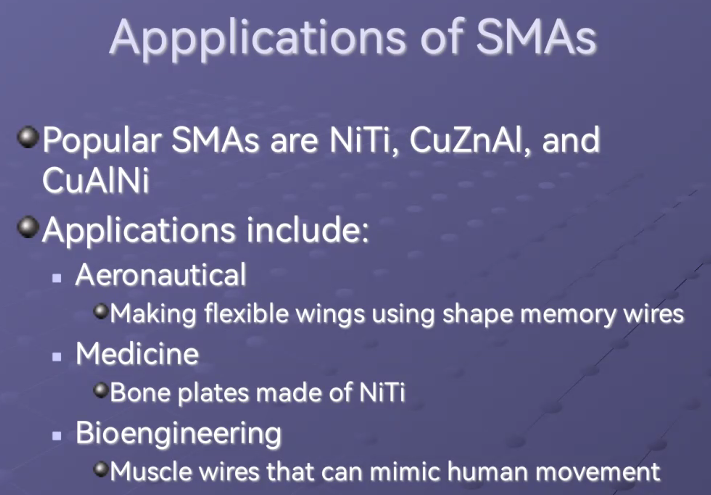 Appplications of SMAs
Popular SMAs are NiTi, CuZnAl, and
CuAlNi
Applications include:
Aeronautical
Making flexible wings using shape memory wires
Medicine
Bone plates made of NiTi
Bioengineering
Muscle wires that can mimic human movement